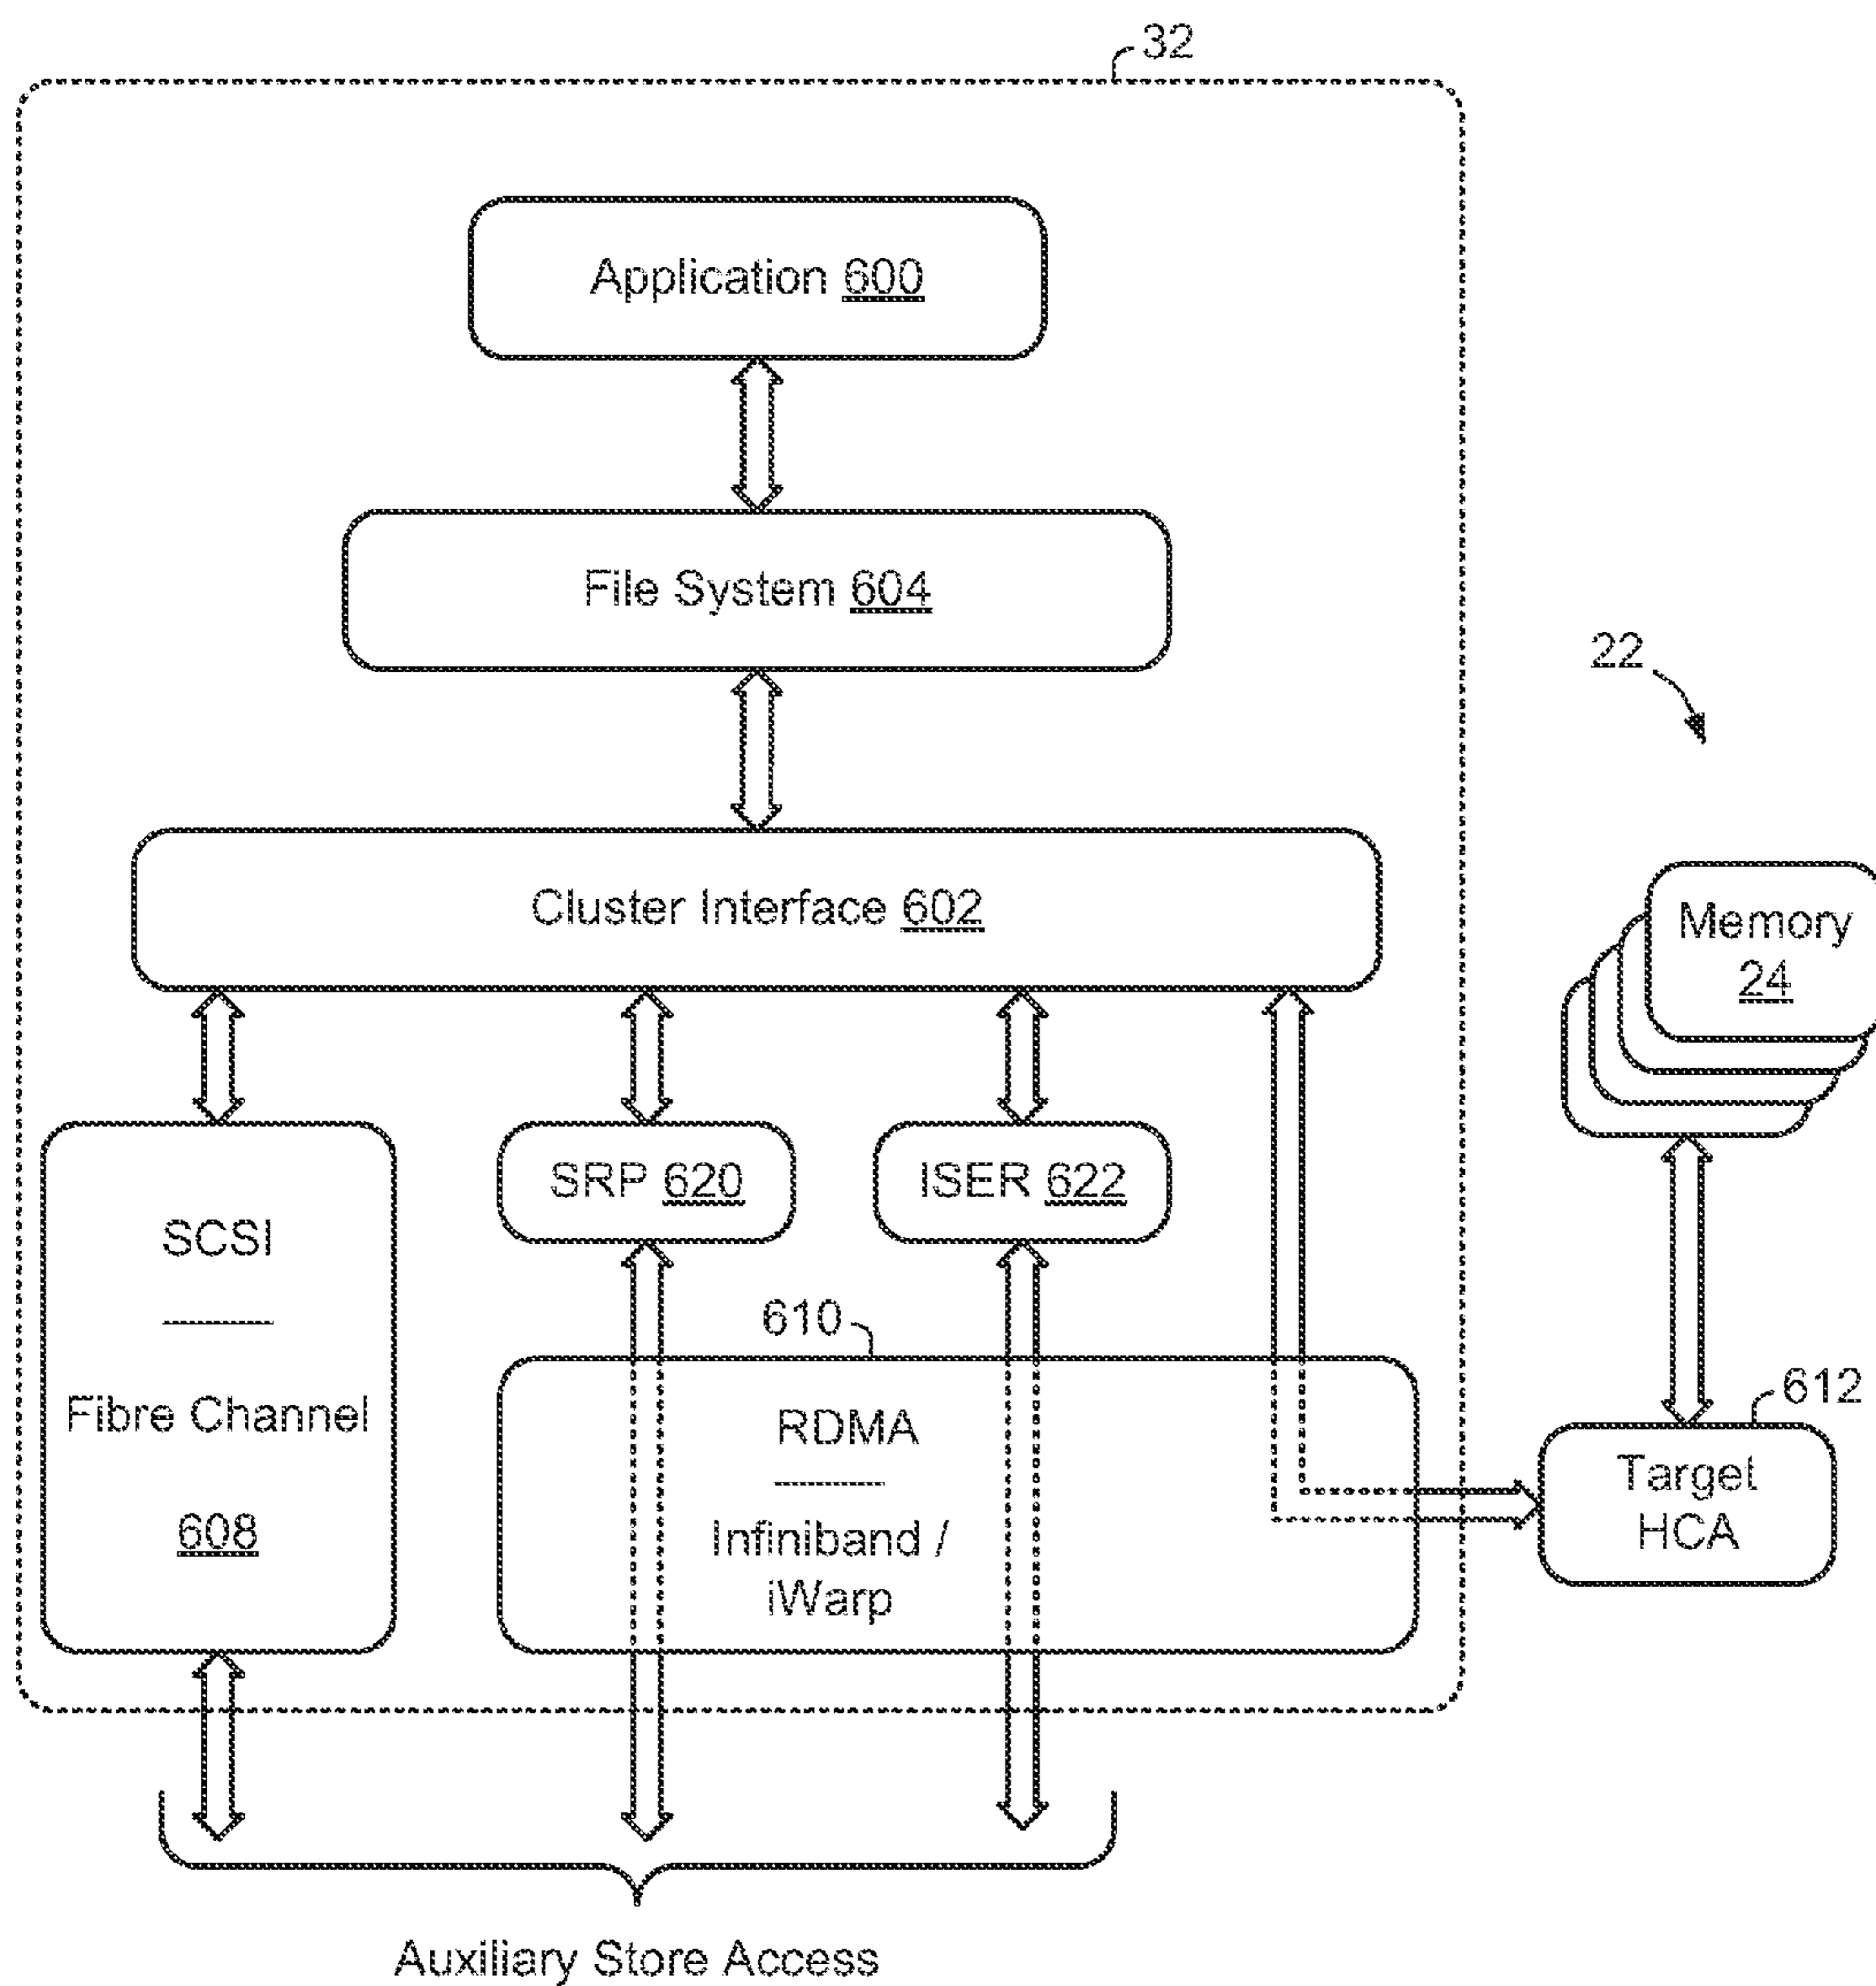 32
Application 600
File System 604
22
Cluster Interface 602
Memory
24
SRP 620
ISER 622
SCSI
Fibre Channel
608
610
RDMA
Infiniband /
iWarp
612
Target
HCA
Auxiliary Store Access